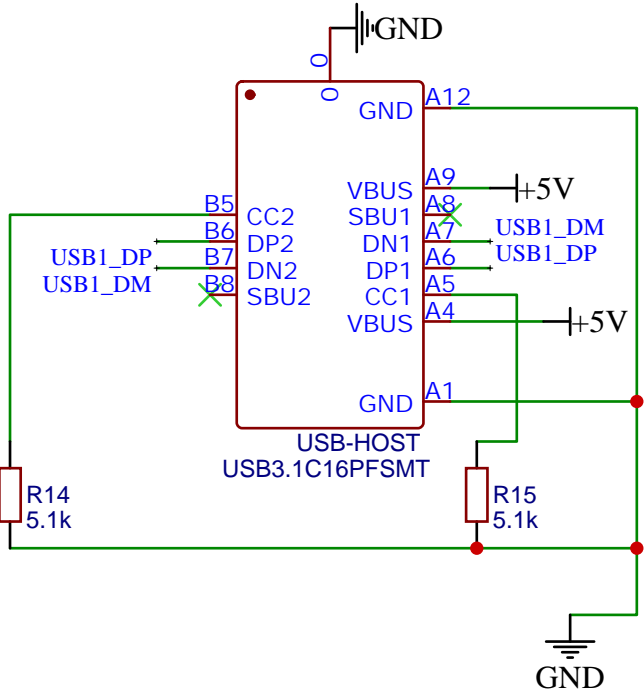 GND
0
0
GND
A12
VBUS
A9
+5V
SBU1
A8
B5
CC2
DN1
A7
USB1_DM
B6
DP2
DP1
A6
USB1_DP
USB1_DP
B7
DN2
CC1
A5
USB1_DM
B8
SBU2
VBUS
A4
+5V
GND
A1
USB-HOST
USB3.1C16PFSMT
R14
5.1k
R15
5.1k
GND